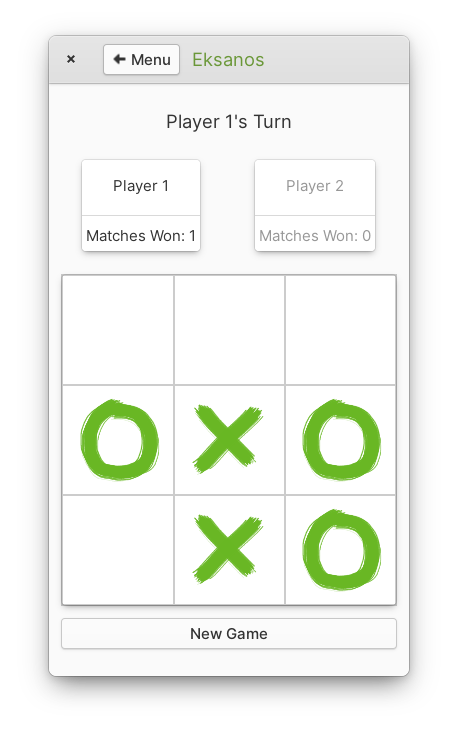 Menu
Eksanos
Player 1's Turn
Player 1
Player 2
Matches Won: 1
Matches Won: 0
O X O
X O
New Game